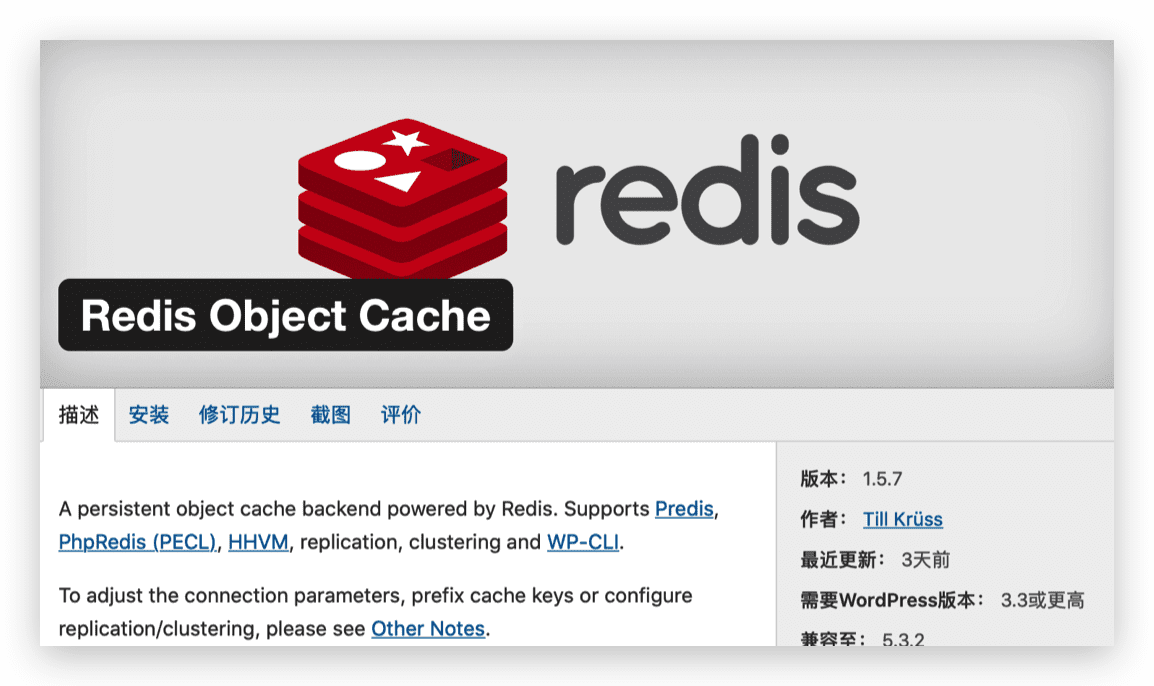 redis
Redis Object Cache
描述 安装 修订历史 截图 评价
A persistent object cache backend powered by Redis. Supports Predis,
PhpRedis (PECL), HHVM, replication, clustering and WP-CLI.
To adjust the connection parameters, prefix cache keys or configure
replication/clustering, please see Other Notes.
版本： 1.5.7
作者： Till Krüss
最近更新： 3天前
需要WordPress版本： 3.3或更高
兼容至： 5.3.2